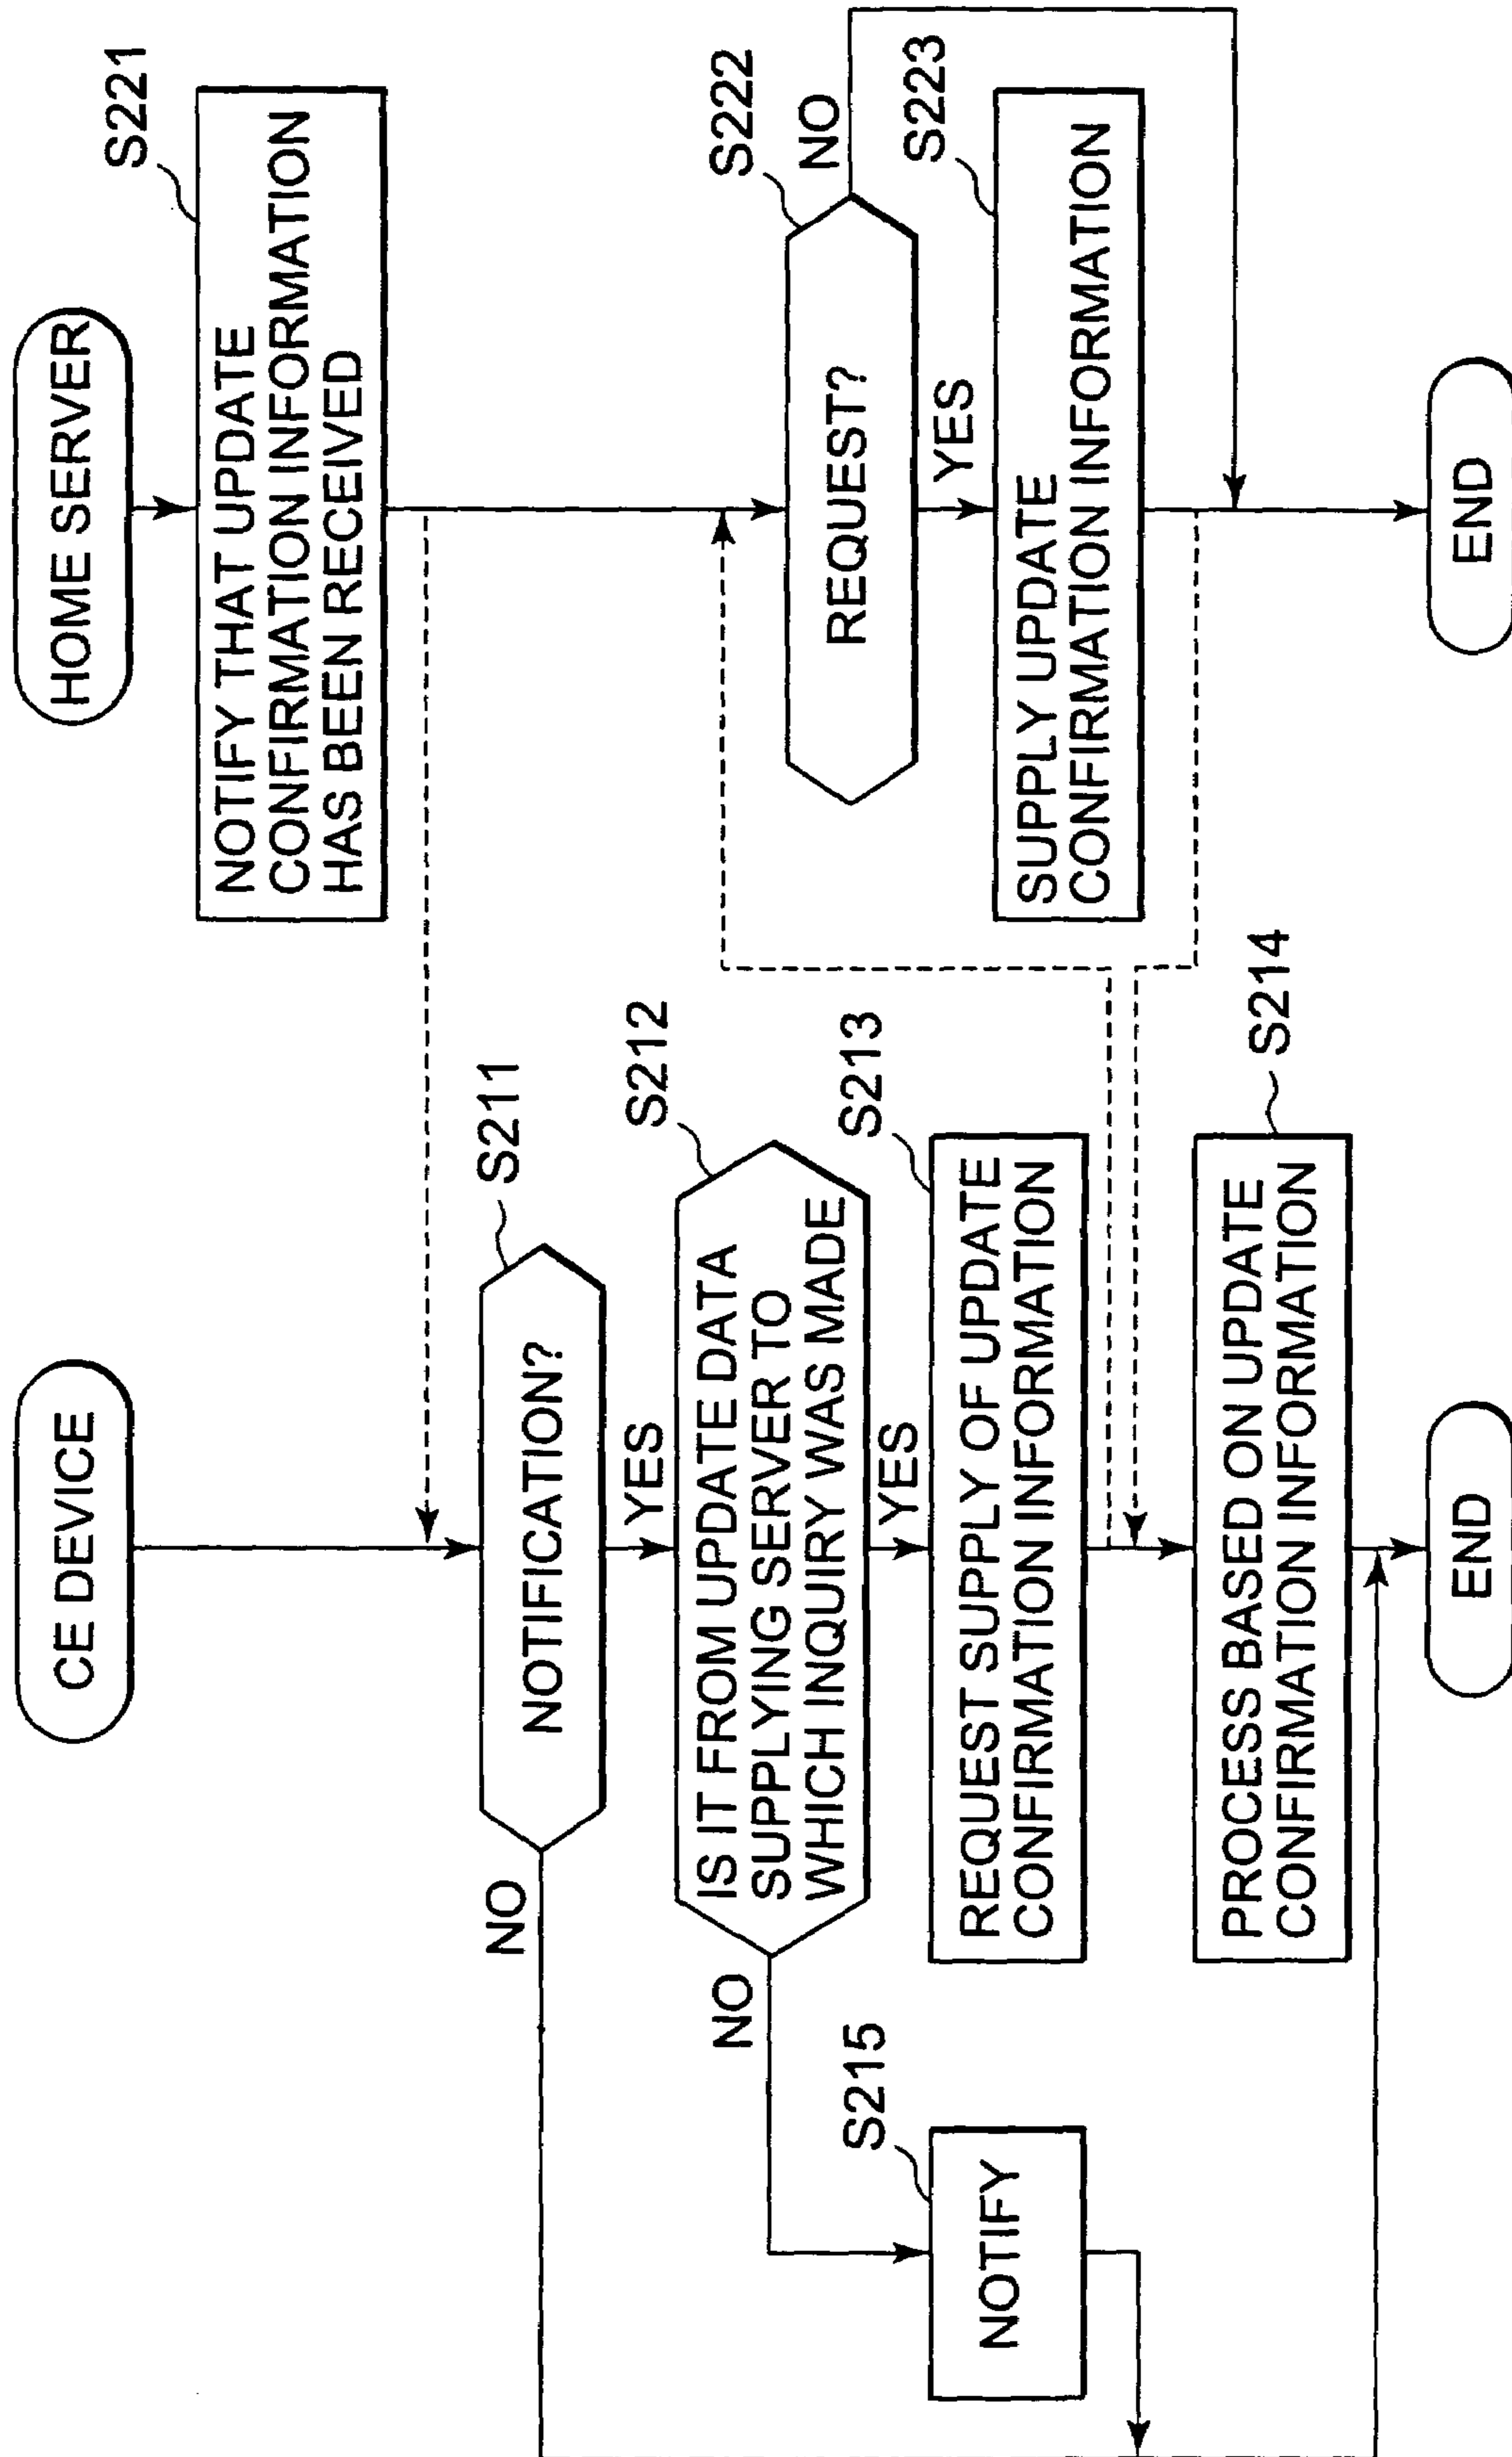 CE DEVICE
NOTIFICATION?
S211
YES
NO
IS IT FROM UPDATE DATA
SUPPLYING SERVER TO
WHICH INQUIRY WAS MADE
S212
YES
NO
REQUEST SUPPLY OF UPDATE
CONFIRMATION INFORMATION
S213
NOTIFY
S215
PROCESS BASED ON UPDATE
CONFIRMATION INFORMATION
S214
END
HOME SERVER
NOTIFY THAT UPDATE
CONFIRMATION INFORMATION
HAS BEEN RECEIVED
S221
REQUEST?
S222
NO
YES
SUPPLY UPDATE
CONFIRMATION INFORMATION
S223
END